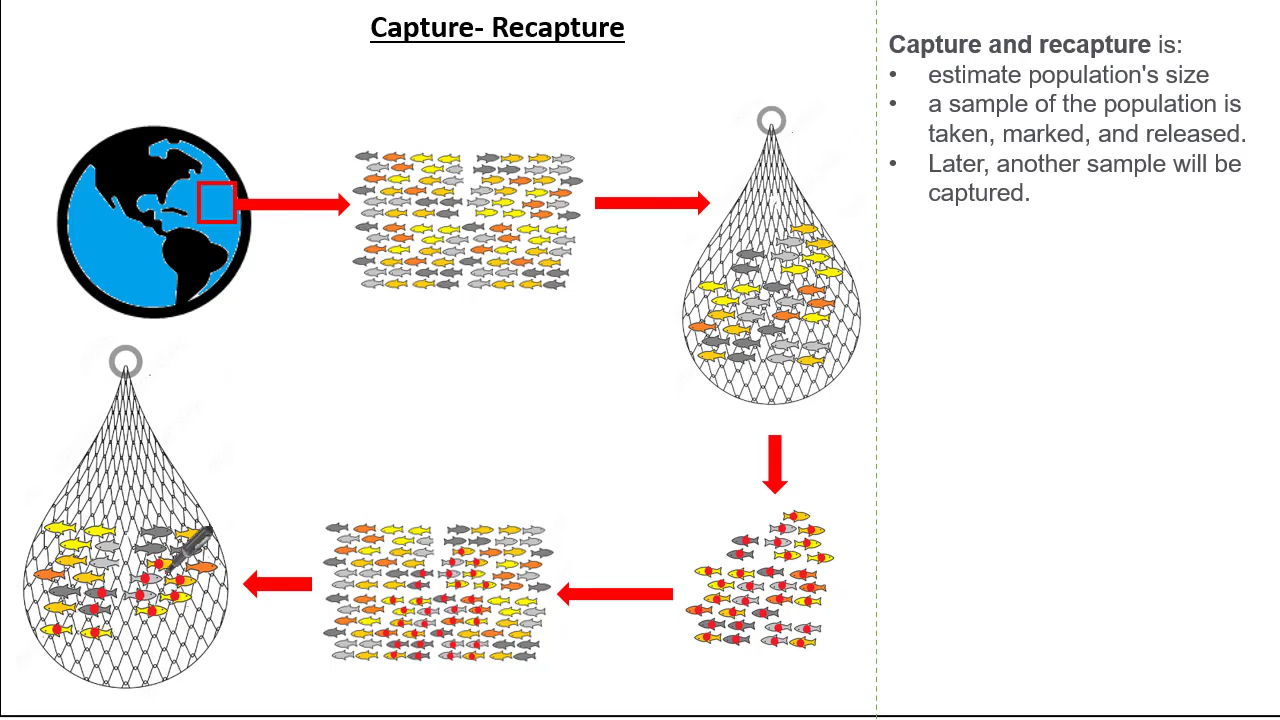 Capture- Recapture
Capture and recapture is:
• estimate population's size
• a sample of the population is
taken, marked, and released.
• Later, another sample will be
captured.